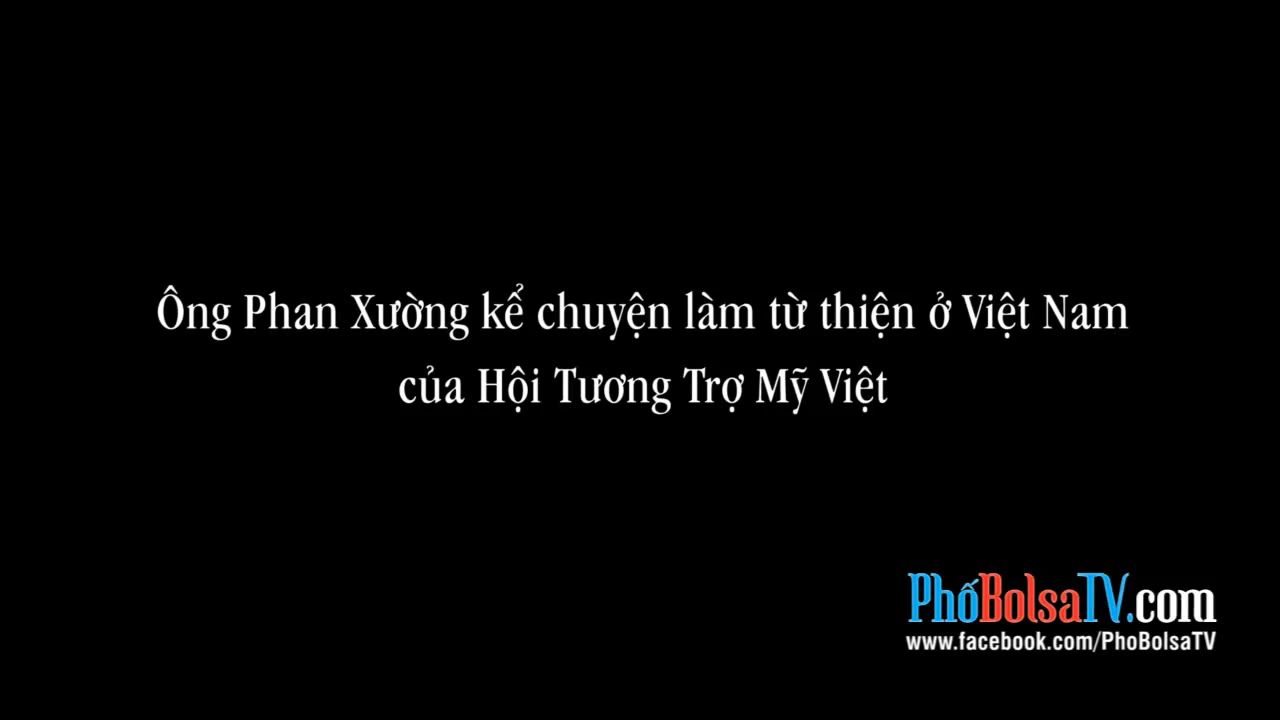 Ông Phan Xường kể chuyện làm từ thiện ở Việt Nam
của Hội Tương Trợ Mỹ Việt
PhốBolsaTV.com
www.facebook.com/PhoBolsaTV